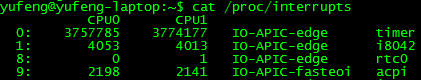 yufeng@yufeng-laptop:~$ cat /proc/interrupts
CPU0 CPU1
0: 3757785 3774177 IO-APIC-edge timer
1: 4053 4013 IO-APIC-edge i8042
8: 0 1 IO-APIC-edge rtc0
9: 2198 2141 IO-APIC-fasteoi acpi